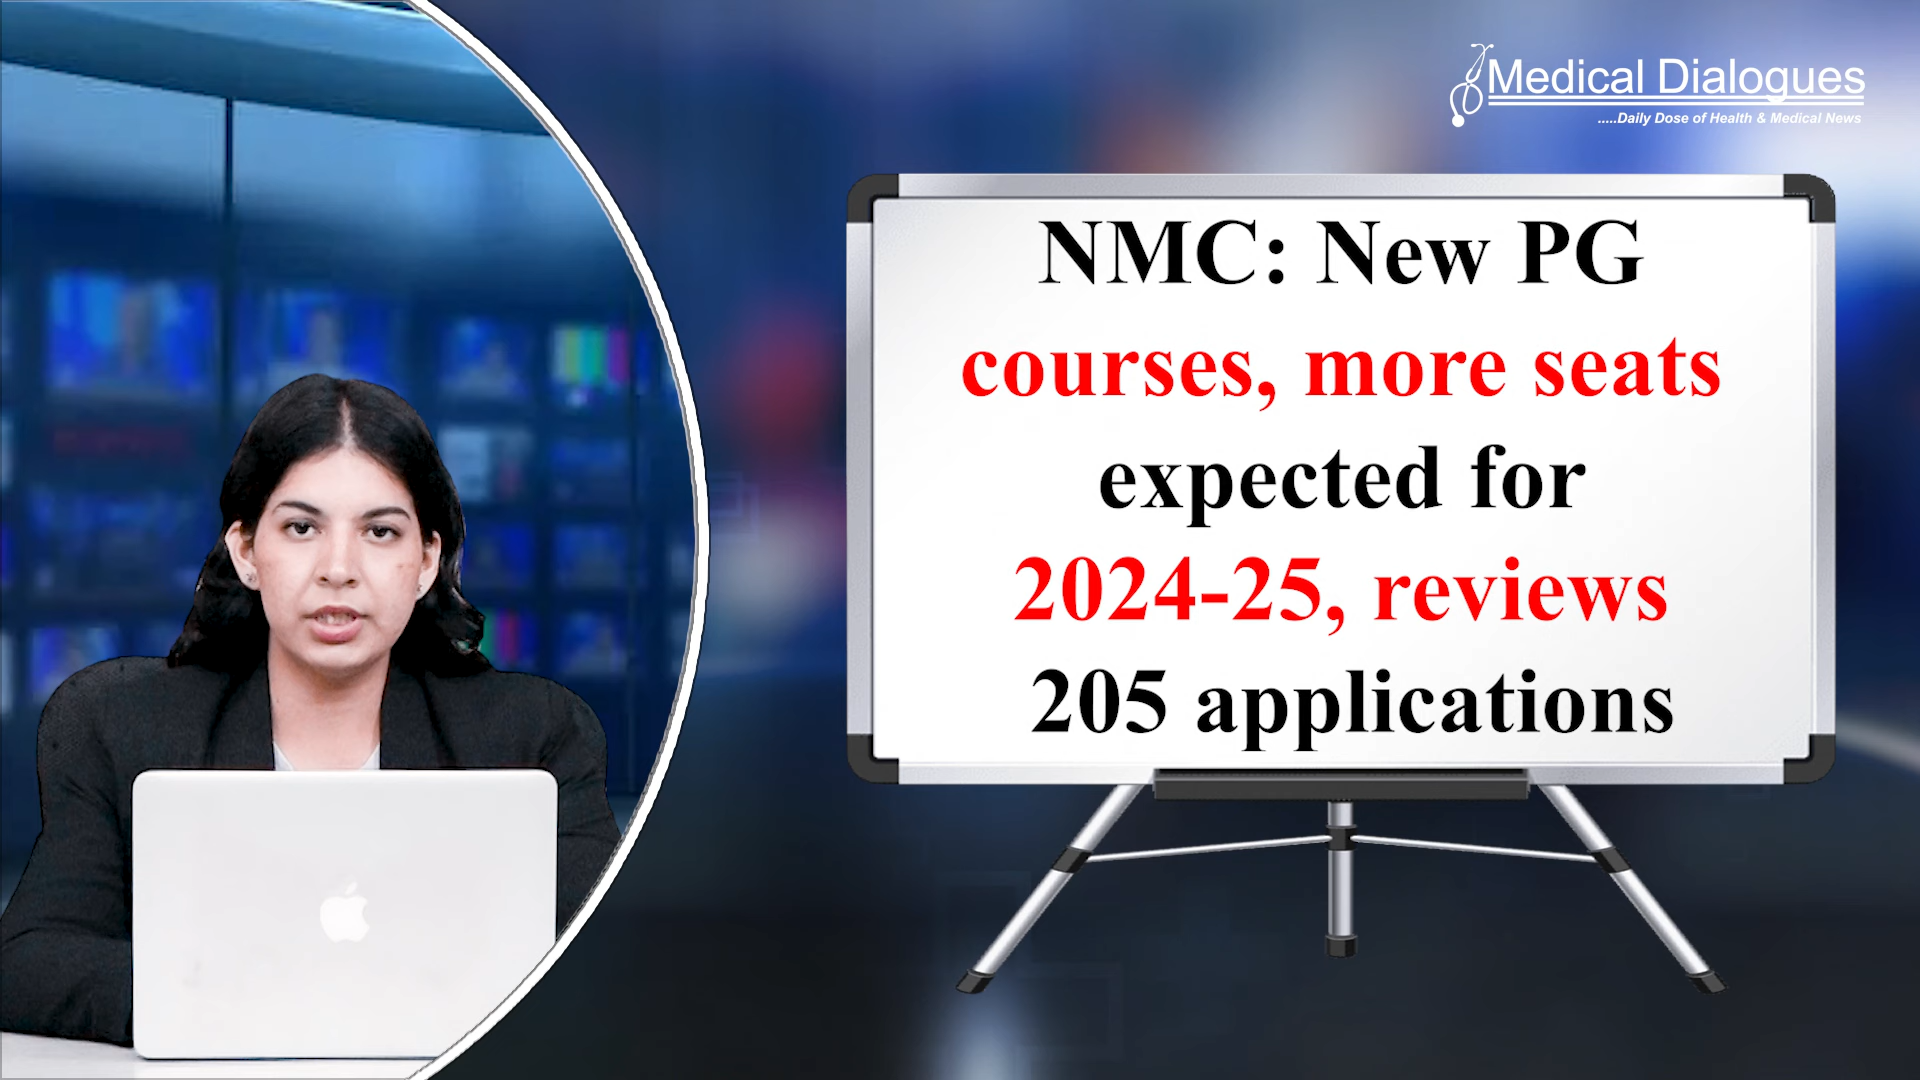 Medical Dialogues
.....Daily Dose of Health & Medical News
NMC: New PG
courses, more seats
expected for
2024-25, reviews
205 applications